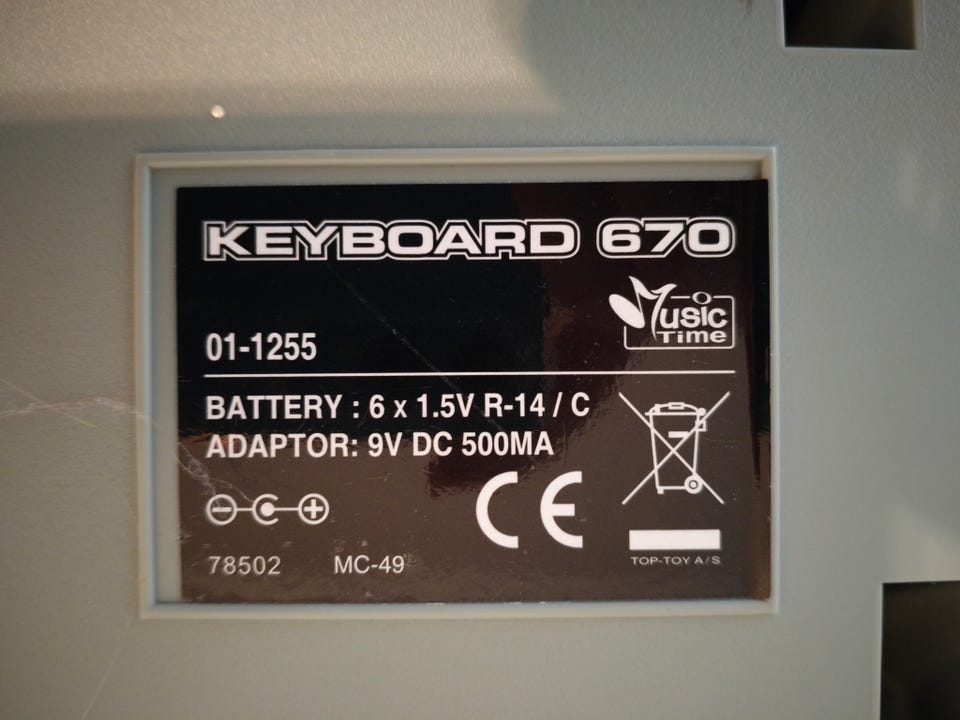 KEYBOARD 670
Music
Time
01-1255
BATTERY : 6 x 1.5V R-14 / C
ADAPTOR: 9V DC 500MA
CE
78502 MC-49
TOP-TOY A/S